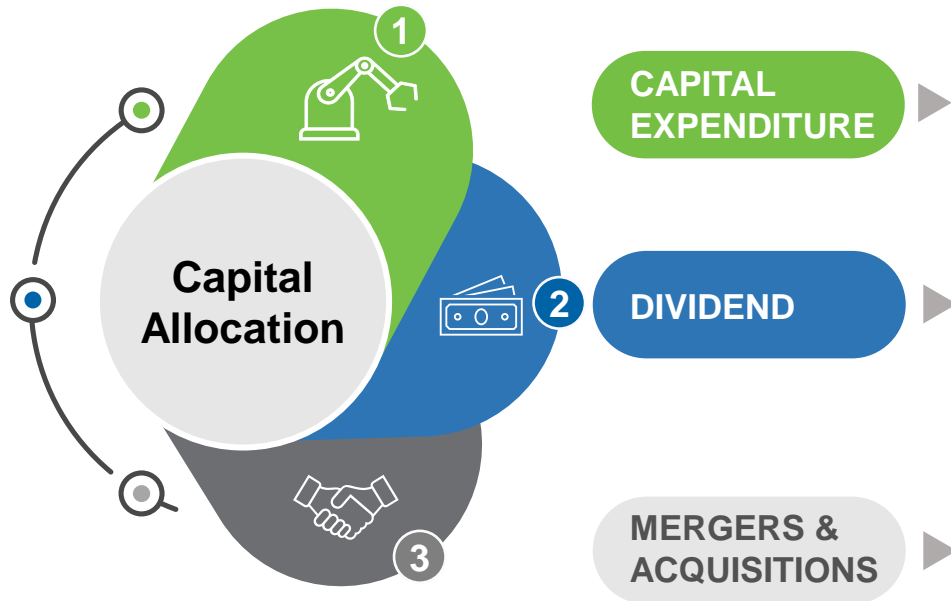 1
CAPITAL
EXPENDITURE
Capital
Allocation
2
DIVIDEND
3
MERGERS &
ACQUISITIONS